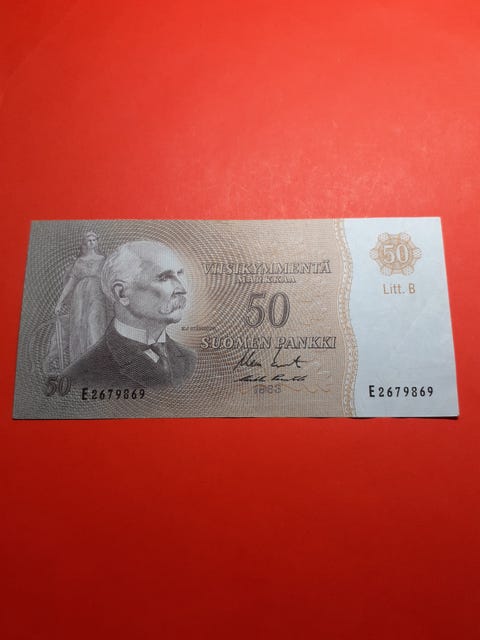 VIISIKYMMENTÄ
MARKKAA
50
SUOMEN PANKKI
1963
50
E2679869
50
Litt. B
E2679869